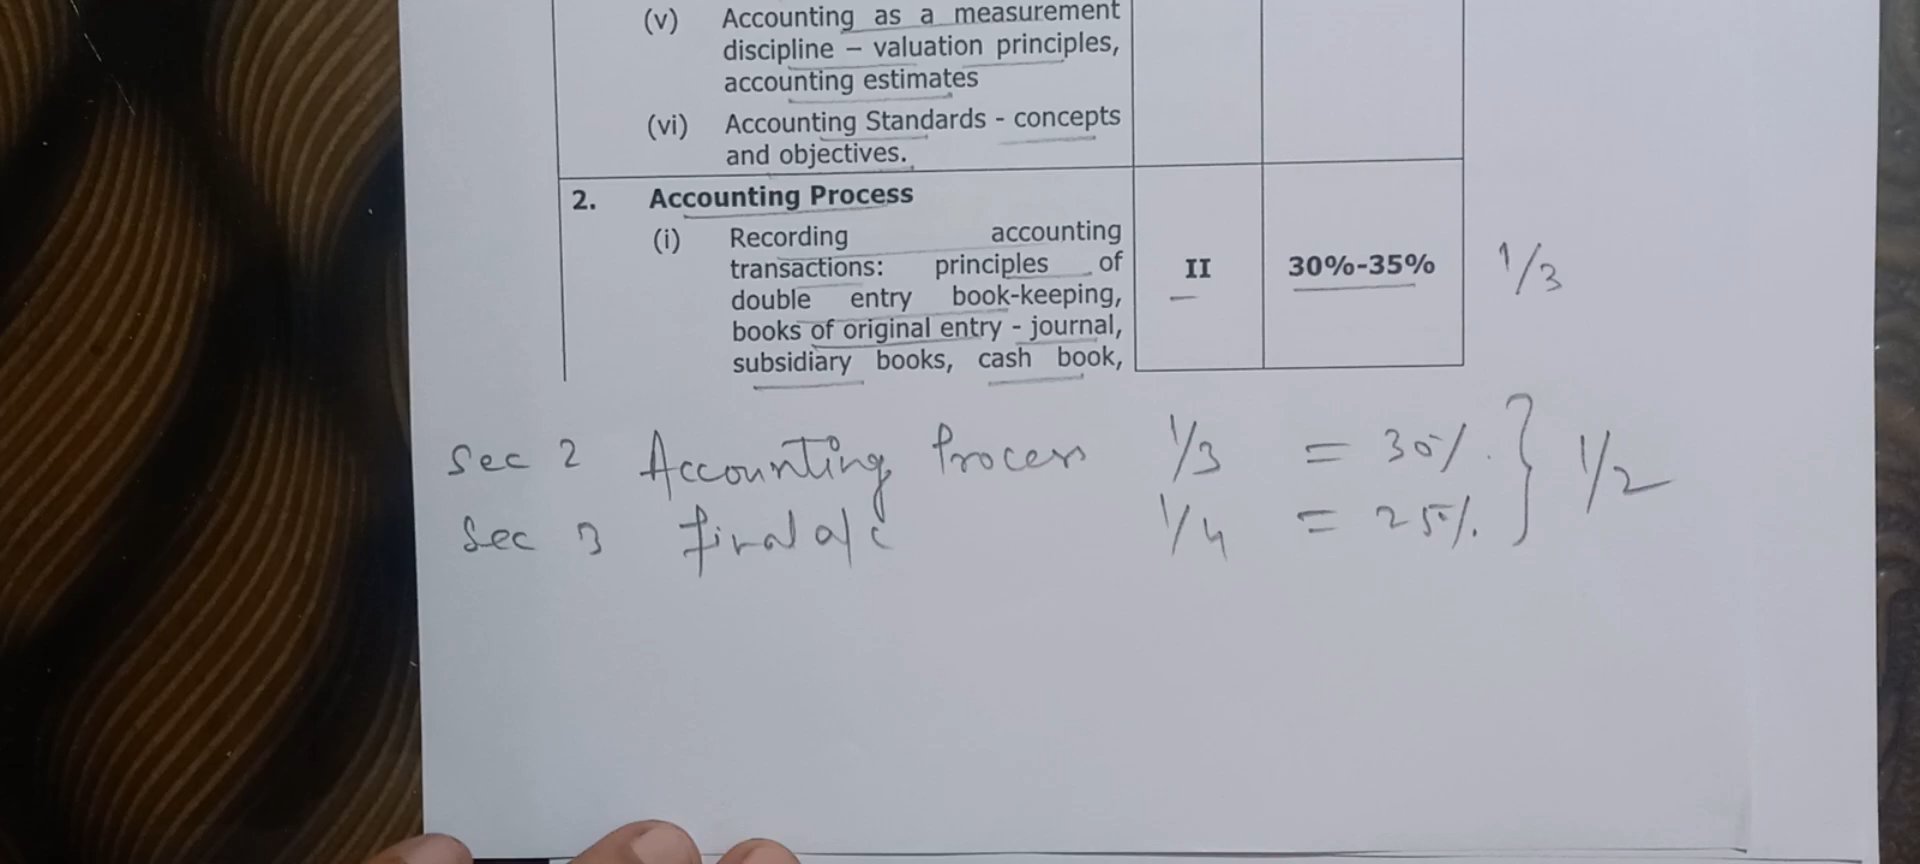 (v) Accounting as a measurement
discipline – valuation principles,
accounting estimates
(vi) Accounting Standards - concepts
and objectives.
2. Accounting Process
(i) Recording accounting
transactions: principles of
double entry book-keeping,
books of original entry - journal,
subsidiary books, cash book,
II 30%-35% 1/3
Sec 2 Accounting Process 1/3 = 30%. } 1/2
Sec 3 final a/c 1/4 = 25%.